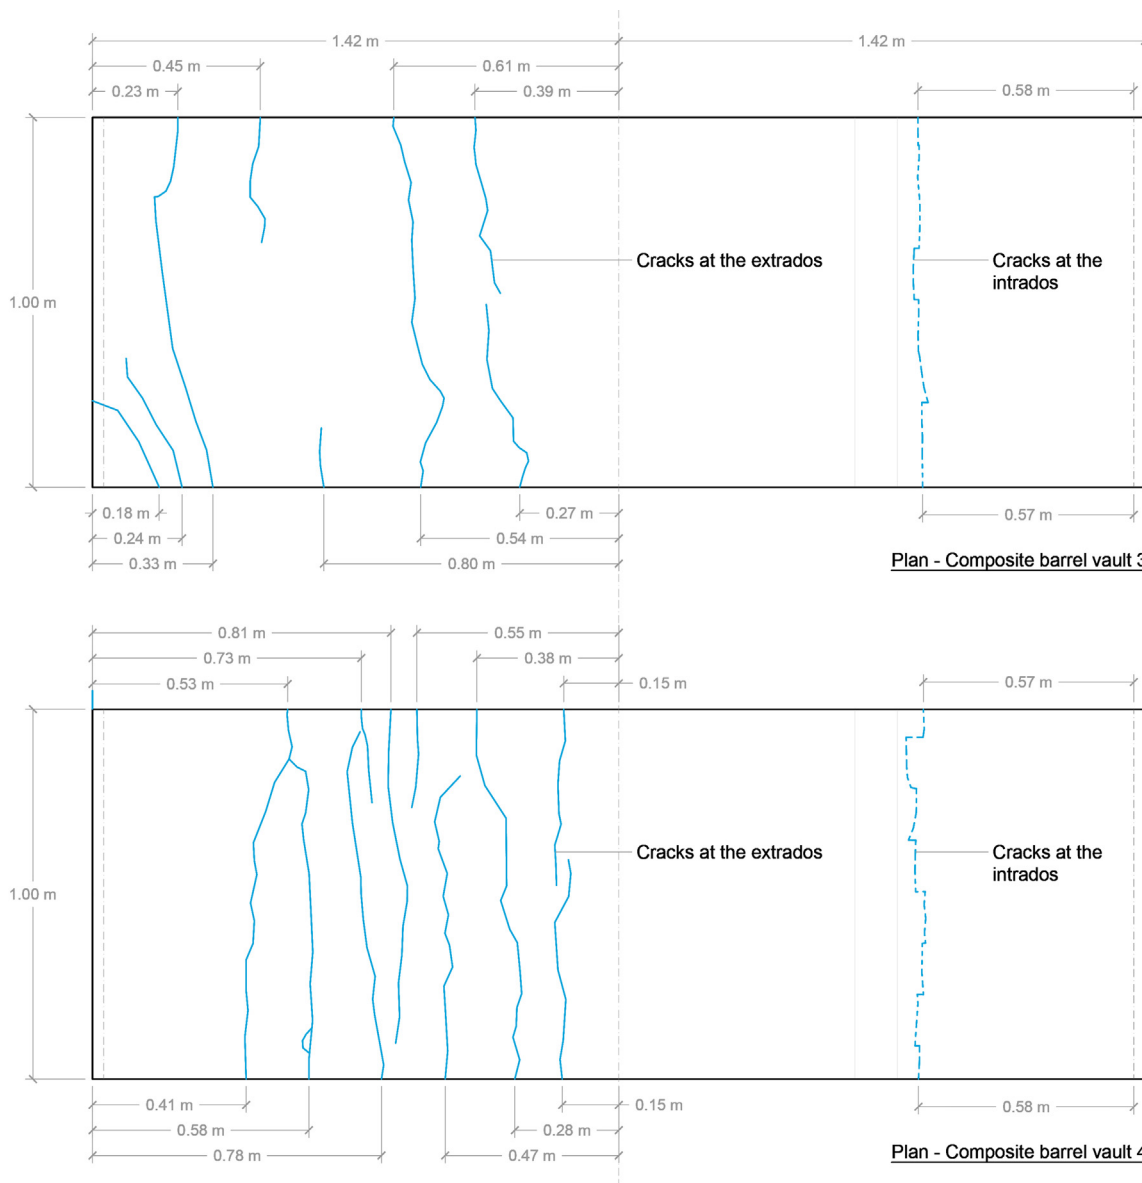 1.42 m
1.42 m
0.45 m
0.61 m
0.23 m
0.39 m
0.58 m
Cracks at the extrados
Cracks at the
intrados
1.00 m
0.18 m
0.27 m
0.57 m
0.24 m
0.54 m
0.33 m
0.80 m
Plan - Composite barrel vault 3
0.81 m
0.55 m
0.73 m
0.38 m
0.53 m
0.15 m
0.57 m
Cracks at the extrados
Cracks at the
intrados
1.00 m
0.41 m
0.15 m
0.58 m
0.58 m
0.28 m
0.78 m
0.47 m
Plan - Composite barrel vault 4